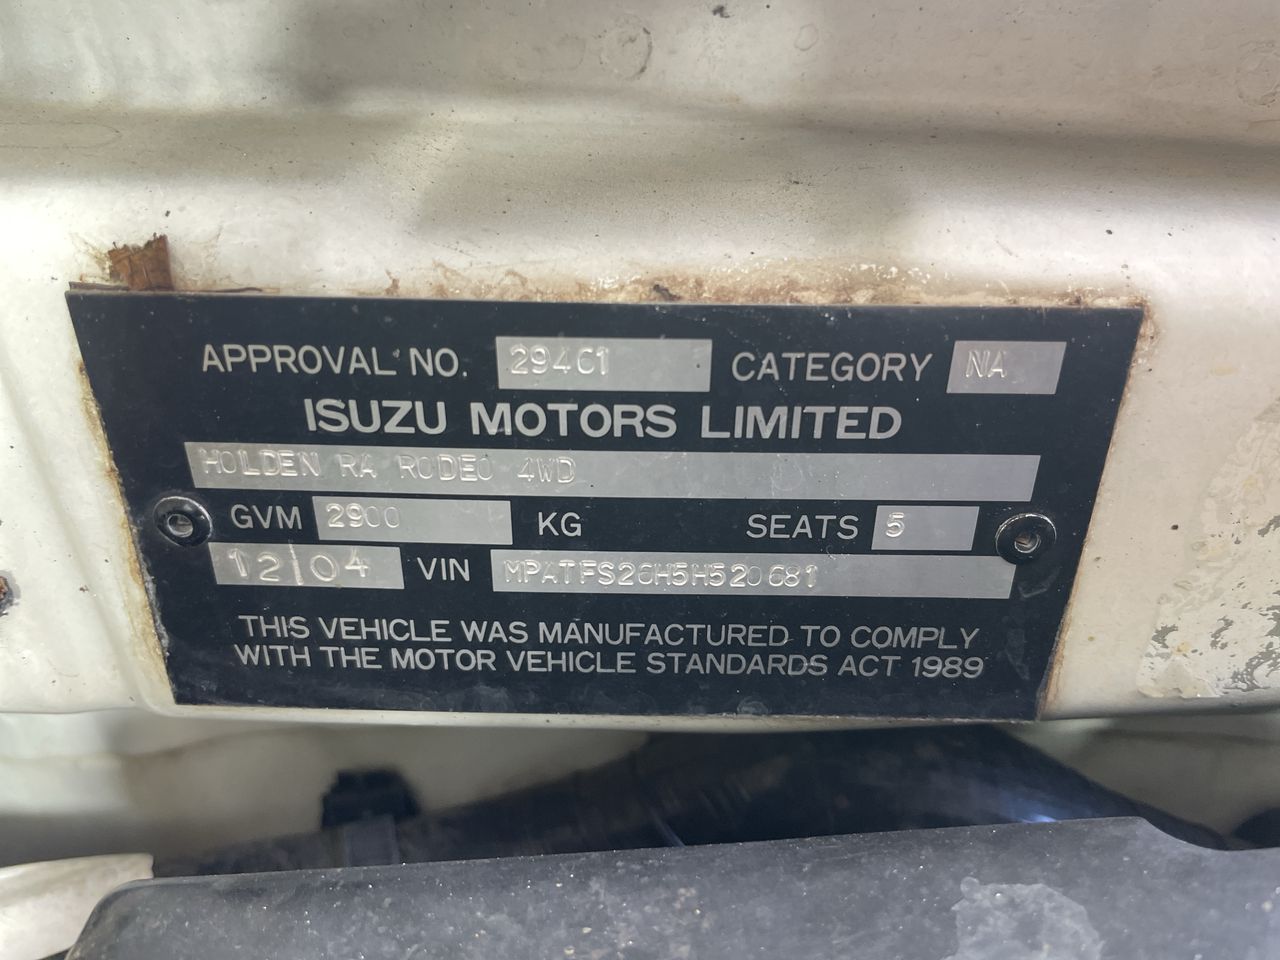 APPROVAL NO. 29461 CATEGORY NA
ISUZU MOTORS LIMITED
HOLDEN RA RODEO 4WD
GVM 2900 KG SEATS 5
12/04 VIN MPATFS26H5H520681
THIS VEHICLE WAS MANUFACTURED TO COMPLY
WITH THE MOTOR VEHICLE STANDARDS ACT 1989